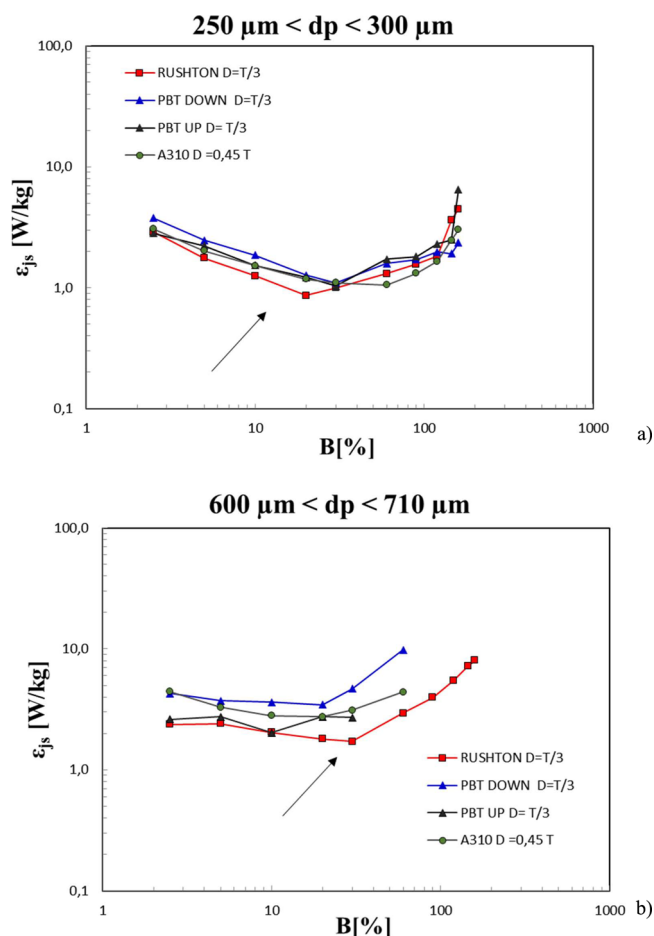 250 µm < dp < 300 µm
100,0
10,0
1,0
0,1
εjs [W/kg]
RUSHTON D=T/3
PBT DOWN D=T/3
PBT UP D= T/3
A310 D =0,45 T
1 10 100 1000
B[%]
a)
600 µm < dp < 710 µm
100,0
10,0
1,0
0,1
εjs [W/kg]
RUSHTON D=T/3
PBT DOWN D=T/3
PBT UP D= T/3
A310 D =0,45 T
1 10 100 1000
B[%]
b)